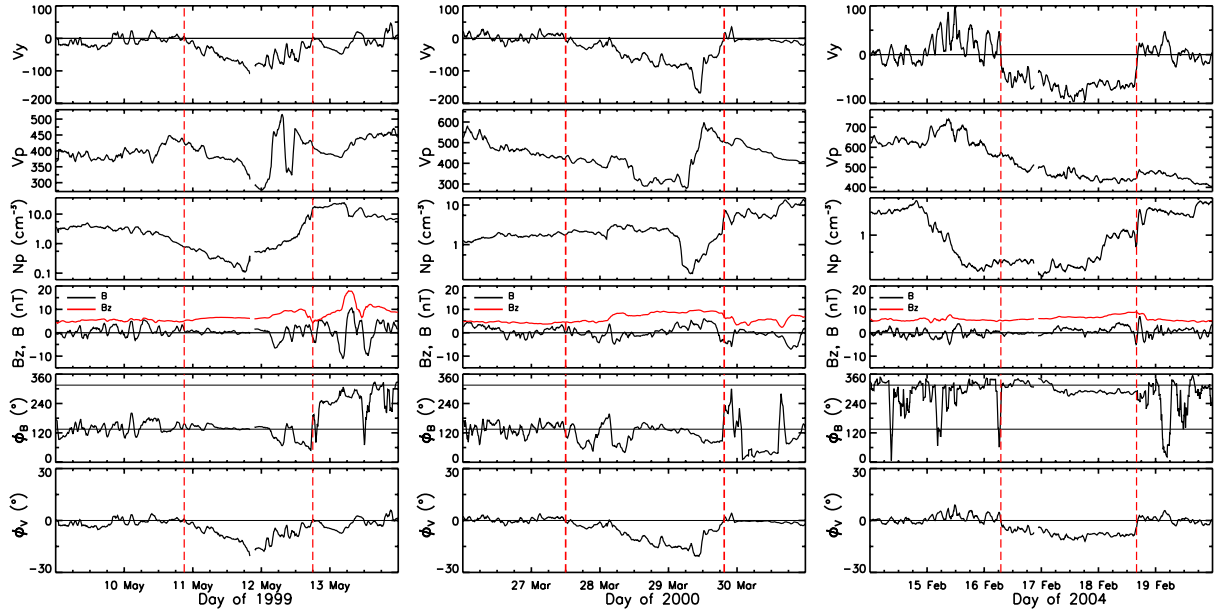 Vy
100
0
-100
-200
Vp
500
450
400
350
300
Np (cm⁻³)
10.0
1.0
0.1
Bz, B (nT)
20
10
0
-10
B
Bz
ϕB (°)
360
240
120
0
ϕV (°)
30
0
-30
10 May 11 May 12 May 13 May
Day of 1999
100
0
-100
-200
Vy
700
600
500
400
300
Vp
10
1
Np (cm⁻³)
20
10
0
-10
Bz, B (nT)
B
Bz
360
240
120
0
ϕB (°)
30
0
-30
ϕV (°)
27 Mar 28 Mar 29 Mar 30 Mar
Day of 2000
100
0
-100
Vy
700
600
500
400
Vp
1
Np (cm⁻³)
20
10
0
-10
Bz, B (nT)
B
Bz
360
240
120
0
ϕB (°)
30
0
-30
ϕV (°)
15 Feb 16 Feb 17 Feb 18 Feb 19 Feb
Day of 2004